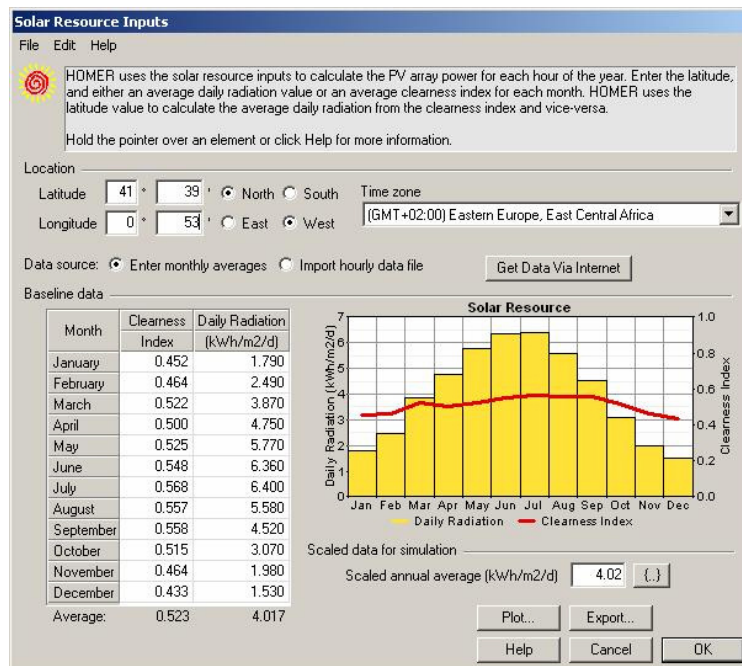 Solar Resource Inputs
File Edit Help
HOMER uses the solar resource inputs to calculate the PV array power for each hour of the year. Enter the latitude,
and either an average daily radiation value or an average clearness index for each month. HOMER uses the
latitude value to calculate the average daily radiation from the clearness index and vice-versa.
Hold the pointer over an element or click Help for more information.
Location
Latitude 41 ° 39 ' North South
Longitude 0 ° 53 ' East West
Time zone
(GMT+02:00) Eastern Europe, East Central Africa
Data source: Enter monthly averages Import hourly data file Get Data Via Internet
Baseline data
Month Clearness Index Daily Radiation (kWh/m2/d)
January 0.452 1.790
February 0.464 2.490
March 0.522 3.870
April 0.500 4.750
May 0.525 5.770
June 0.548 6.360
July 0.568 6.400
August 0.557 5.580
September 0.558 4.520
October 0.515 3.070
November 0.464 1.980
December 0.433 1.530
Average: 0.523 4.017
Solar Resource
Daily Radiation (kWh/m2/d)
7
6
5
4
3
2
1
0
1.0
0.8
0.6
0.4
0.2
0.0
Clearness Index
Jan Feb Mar Apr May Jun Jul Aug Sep Oct Nov Dec
Daily Radiation Clearness Index
Scaled data for simulation
Scaled annual average (kWh/m2/d) 4.02 {..}
Plot... Export...
Help Cancel OK